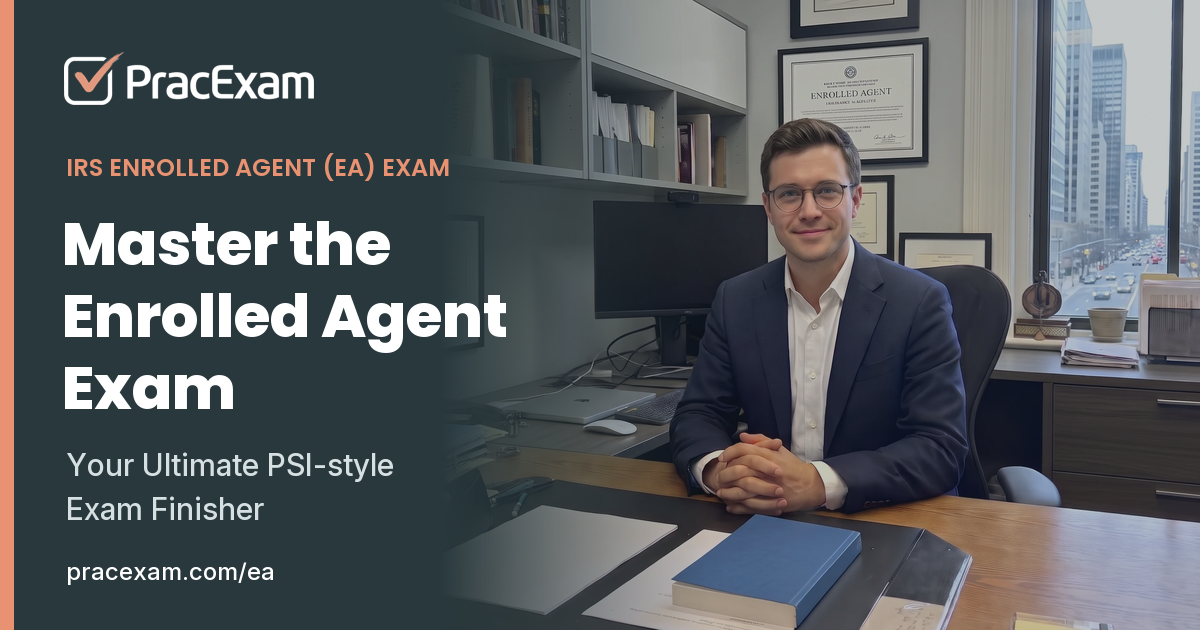 PracExam
IRS ENROLLED AGENT (EA) EXAM
Master the
Enrolled Agent
Exam
Your Ultimate PSI-style
Exam Finisher
pracexam.com/ea
ENROLLED AGENT